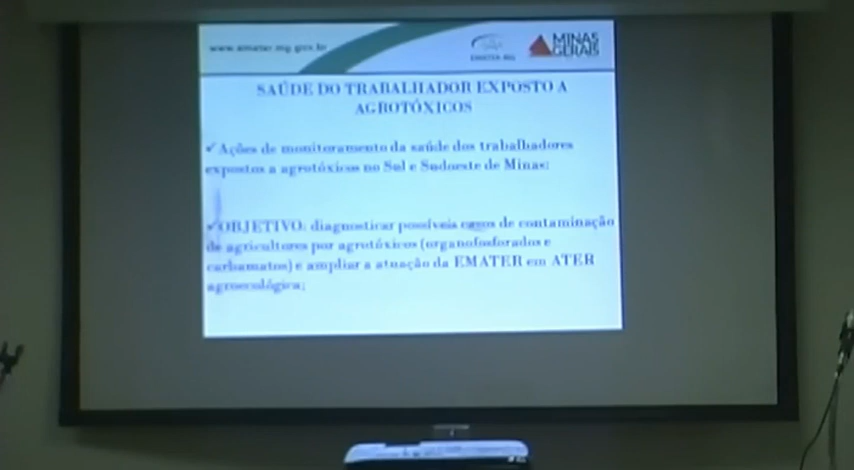 www.emater.mg.gov.br
EMATER-MG
MINAS
GERAIS
SAÚDE DO TRABALHADOR EXPOSTO A
AGROTÓXICOS
✓Ações de monitoramento da saúde dos trabalhadores
expostos a agrotóxicos no Sul e Sudoeste de Minas;
✓OBJETIVO: diagnosticar possíveis casos de contaminação
de agricultores por agrotóxicos (organofosforados e
carbamatos) e ampliar a atuação da EMATER em ATER
agroecológica;